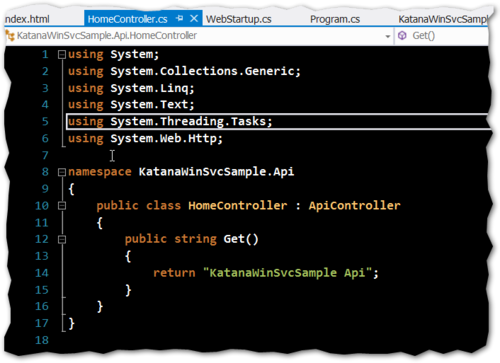 ndex.html HomeController.cs WebStartup.cs Program.cs KatanaWinSvcSa
KatanaWinSvcSample.Api.HomeController Get()
1 using System;
2 using System.Collections.Generic;
3 using System.Linq;
4 using System.Text;
5 using System.Threading.Tasks;
6 using System.Web.Http;
7
8 namespace KatanaWinSvcSample.Api
9 {
10 public class HomeController : ApiController
11 {
12 public string Get()
13 {
14 return "KatanaWinSvcSample Api";
15 }
16 }
17 }
18